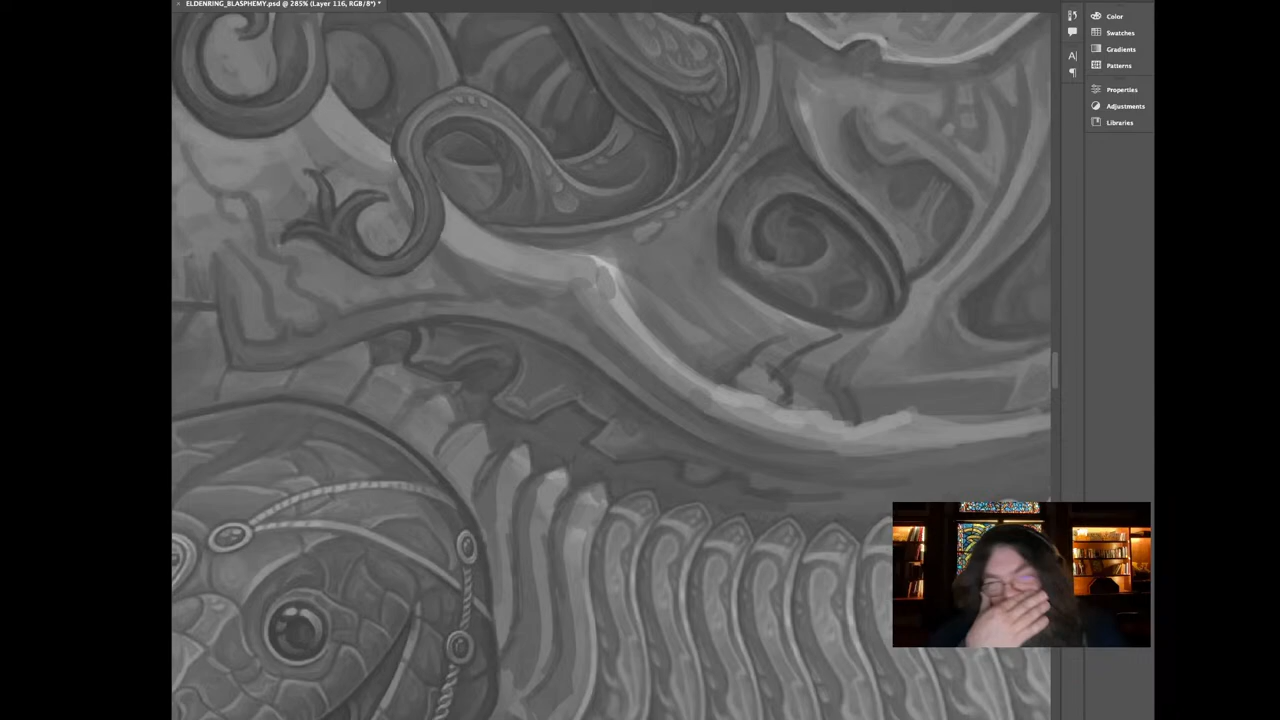 ELDENRING_BLASPHEMY.psd @ 285% (Layer 116, RGB/8*) *
Color
Swatches
Gradients
Patterns
Properties
Adjustments
Libraries